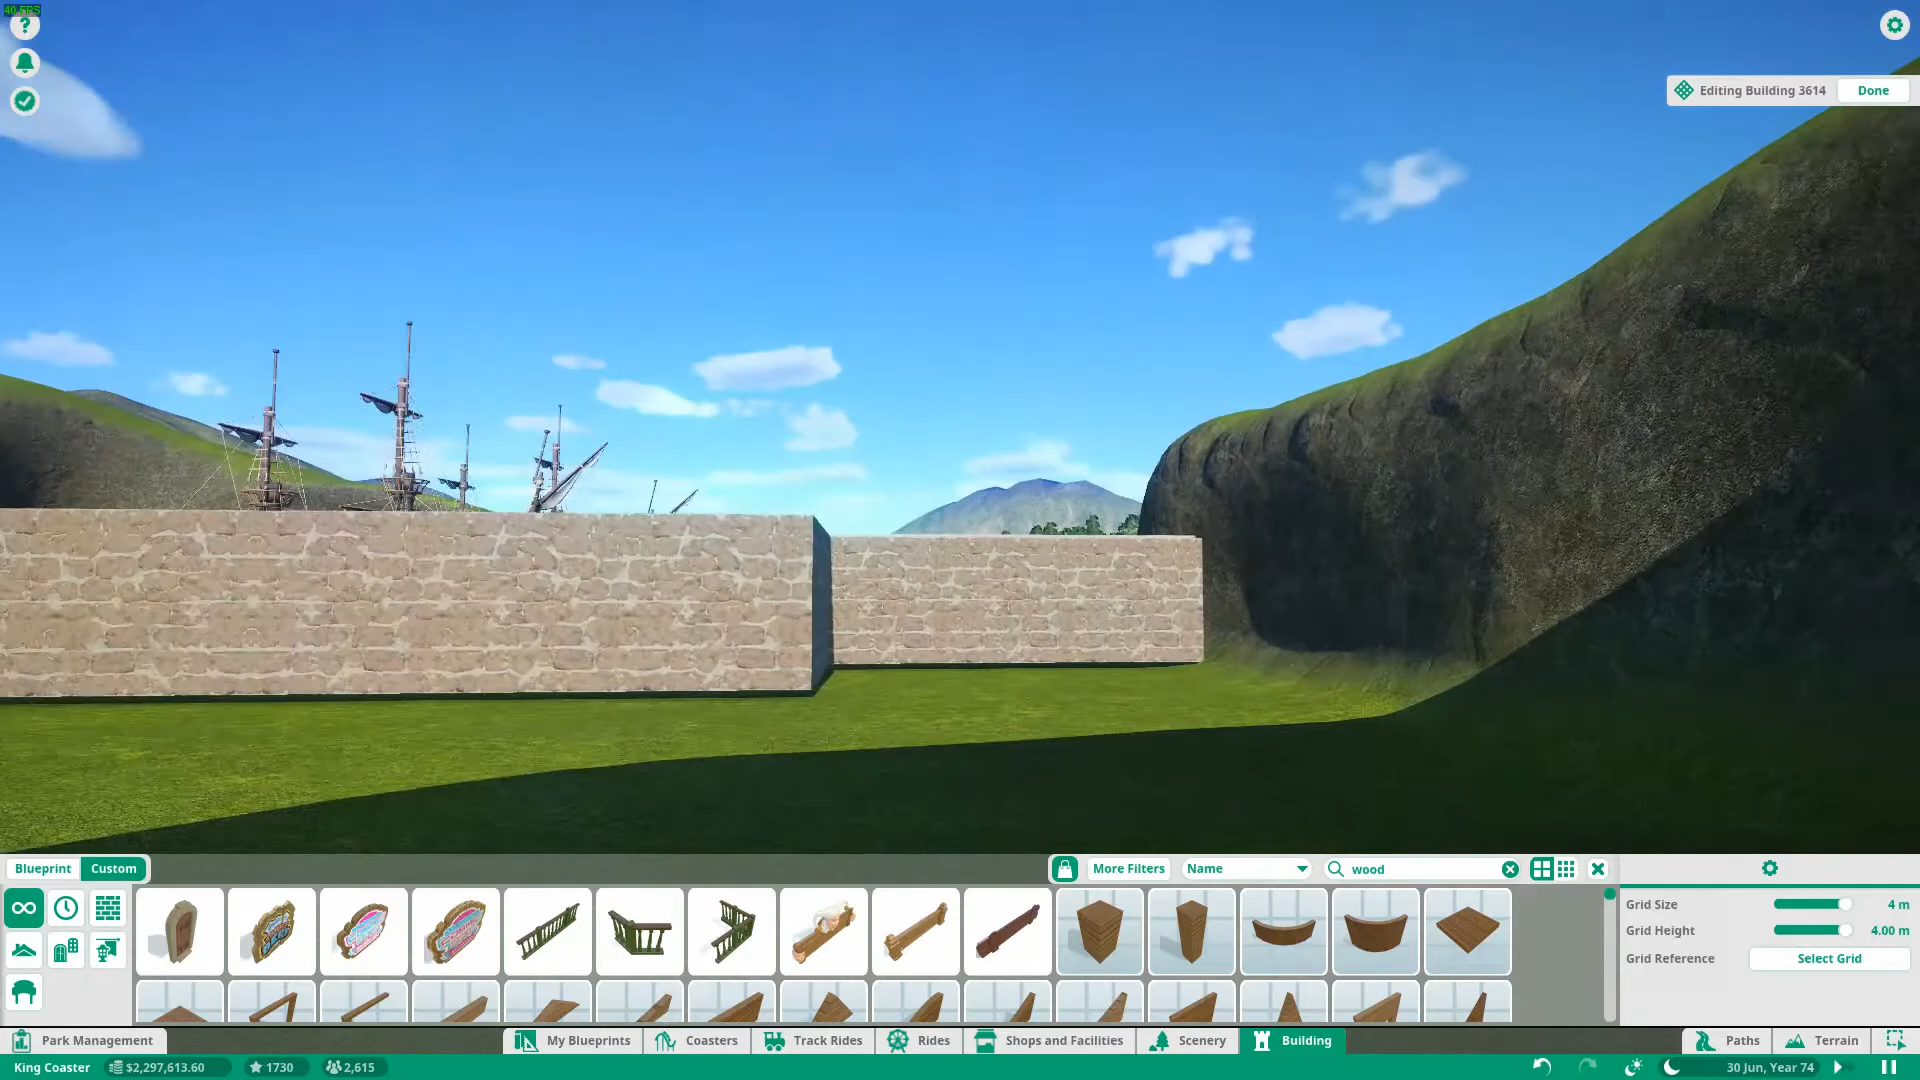 40 FPS
?
Editing Building 3614
Done
Blueprint
Custom
More Filters
Name
wood
Grid Size
4 m
Grid Height
4.00 m
Grid Reference
Select Grid
Park Management
My Blueprints
Coasters
Track Rides
Rides
Shops and Facilities
Scenery
Building
Paths
Terrain
King Coaster
$2,297,613.60
1730
2,615
30 Jun, Year 74